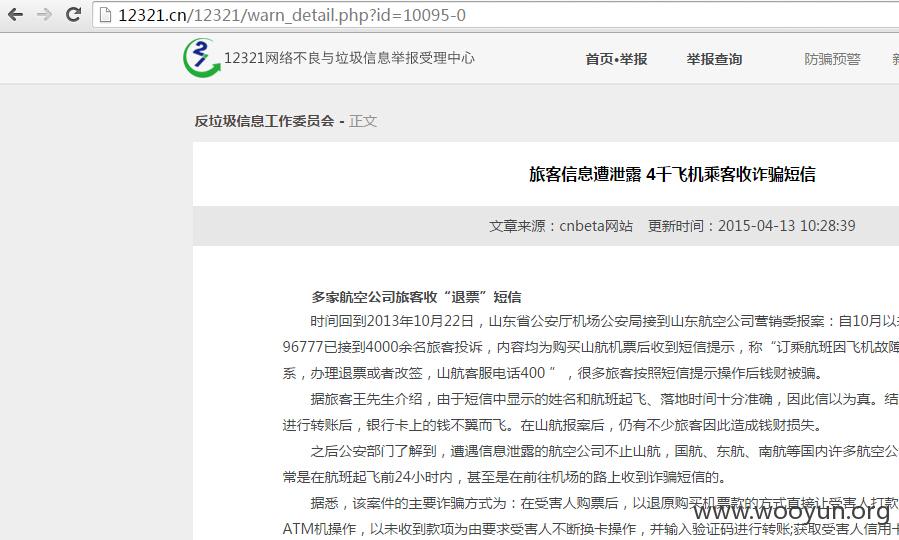 12321.cn/12321/warn_detail.php?id=10095-0
12321网络不良与垃圾信息举报受理中心 首页·举报 举报查询 防骗预警
反垃圾信息工作委员会 - 正文
旅客信息遭泄露 4千飞机乘客收诈骗短信
文章来源：cnbeta网站 更新时间：2015-04-13 10:28:39
多家航空公司旅客收“退票”短信
时间回到2013年10月22日，山东省公安厅机场公安局接到山东航空公司营销委报案：自10月以
96777已接到4000余名旅客投诉，内容均为购买山航机票后收到短信提示，称“订乘航班因飞机故障
系，办理退票或者改签，山航客服电话400 ”，很多旅客按照短信提示操作后钱财被骗。
据旅客王先生介绍，由于短信中显示的姓名和航班起飞、落地时间十分准确，因此信以为真。结
进行转账后，银行卡上的钱不翼而飞。在山航报案后，仍有不少旅客因此造成钱财损失。
之后公安部门了解到，遭遇信息泄露的航空公司不止山航，国航、东航、南航等国内许多航空公
常是在航班起飞前24小时内，甚至是在前往机场的路上收到诈骗短信的。
据悉，该案件的主要诈骗方式为：在受害人购票后，以退原购买机票款的方式直接让受害人打款
www.wooyun.org
ATM机操作，以未收到款项为由要求受害人不断换卡操作，并输入验证码进行转账;获取受害人信用卡